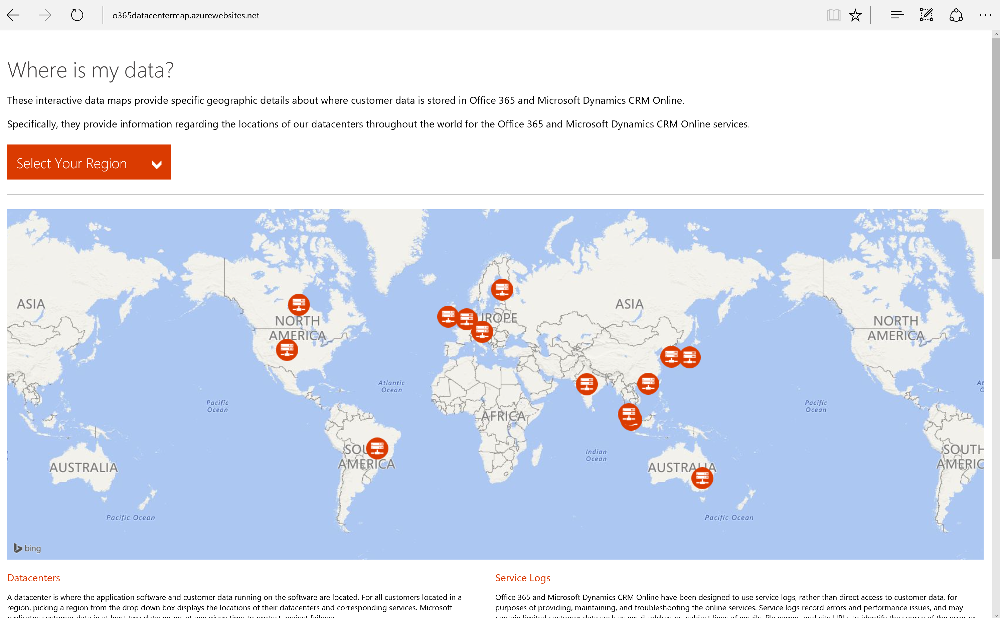 o365datacentermap.azurewebsites.net
Where is my data?
These interactive data maps provide specific geographic details about where customer data is stored in Office 365 and Microsoft Dynamics CRM Online.
Specifically, they provide information regarding the locations of our datacenters throughout the world for the Office 365 and Microsoft Dynamics CRM Online services.
Select Your Region
ASIA
NORTH
AMERICA
UROPE
ASIA
NORTH
AMERICA
Atlantic
Ocean
At
O
Pacific
Ocean
Pacific
Ocean
AFRICA
SOU
AMERICA
Indian
Ocean
SOUTH
AMERIC
AUSTRALIA
AUSTRALIA
Pacific Ocean
Pacific Ocean
bing
Datacenters
A datacenter is where the application software and customer data running on the software are located. For all customers located in a
region, picking a region from the drop down box displays the locations of their datacenters and corresponding services. Microsoft
replicates customer data in at least two datacenters at any given time to protect against failover.
Service Logs
Office 365 and Microsoft Dynamics CRM Online have been designed to use service logs, rather than direct access to customer data, for
purposes of providing, maintaining, and troubleshooting the online services. Service logs record errors and performance issues, and may
contain limited customer data such as email addresses, subject lines of emails, file names, and site URLs to identify the source of the error or